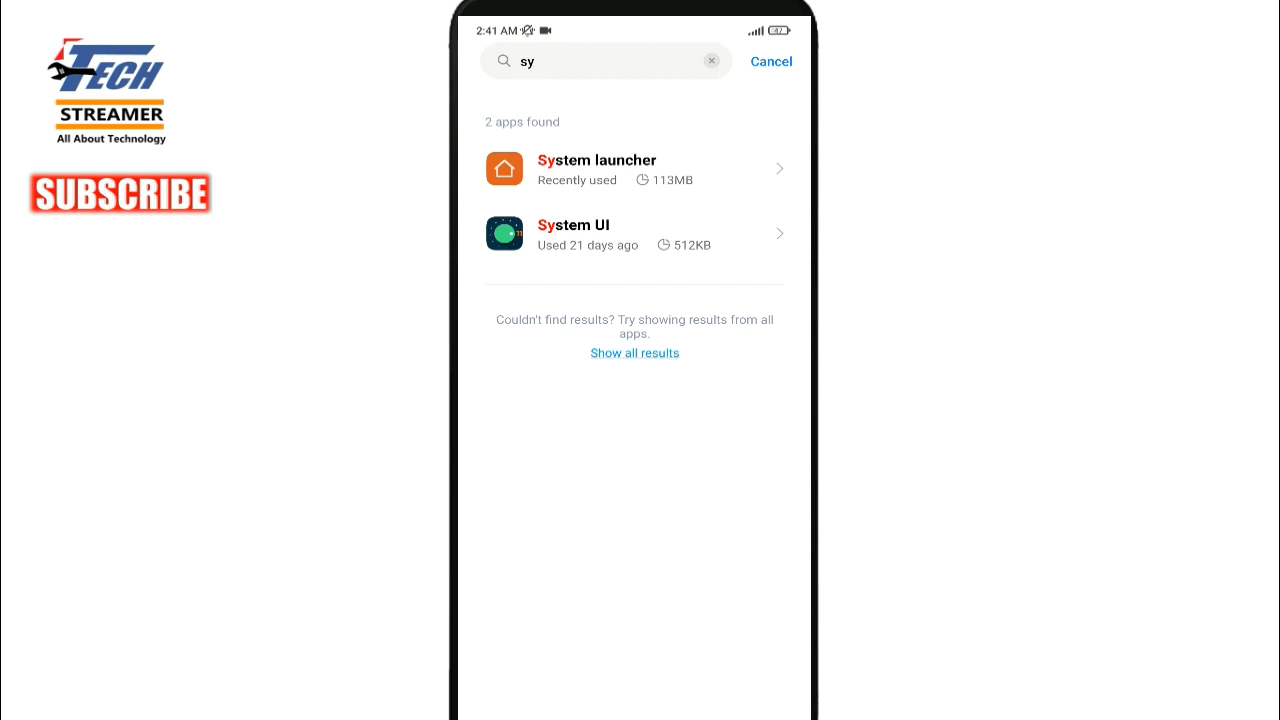 TECH
STREAMER
All About Technology
SUBSCRIBE
2:41 AM
47
sy
Cancel
2 apps found
System launcher
Recently used 113MB
System UI
Used 21 days ago 512KB
Couldn't find results? Try showing results from all
apps.
Show all results